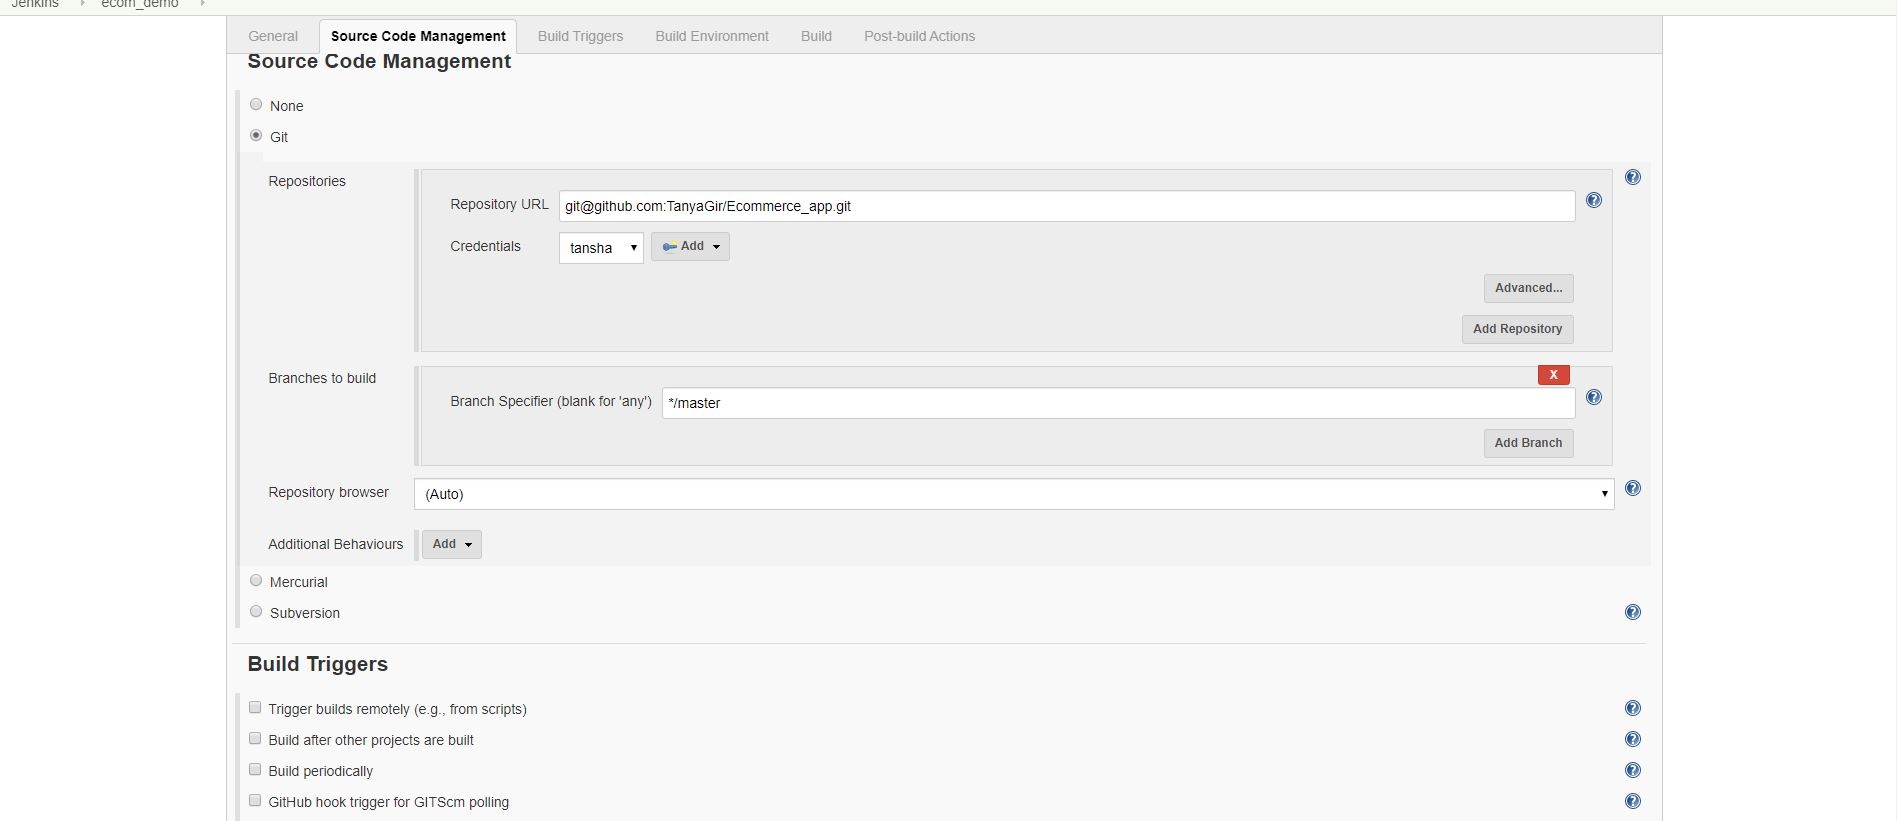 Jenkins ecom_demo
General Source Code Management Build Triggers Build Environment Build Post-build Actions
Source Code Management
None
Git
Repositories
Repository URL git@github.com:TanyaGir/Ecommerce_app.git
Credentials tansha Add
Advanced...
Add Repository
Branches to build
X
Branch Specifier (blank for 'any') */master
Add Branch
Repository browser (Auto)
Additional Behaviours Add
Mercurial
Subversion
Build Triggers
Trigger builds remotely (e.g., from scripts)
Build after other projects are built
Build periodically
GitHub hook trigger for GITScm polling